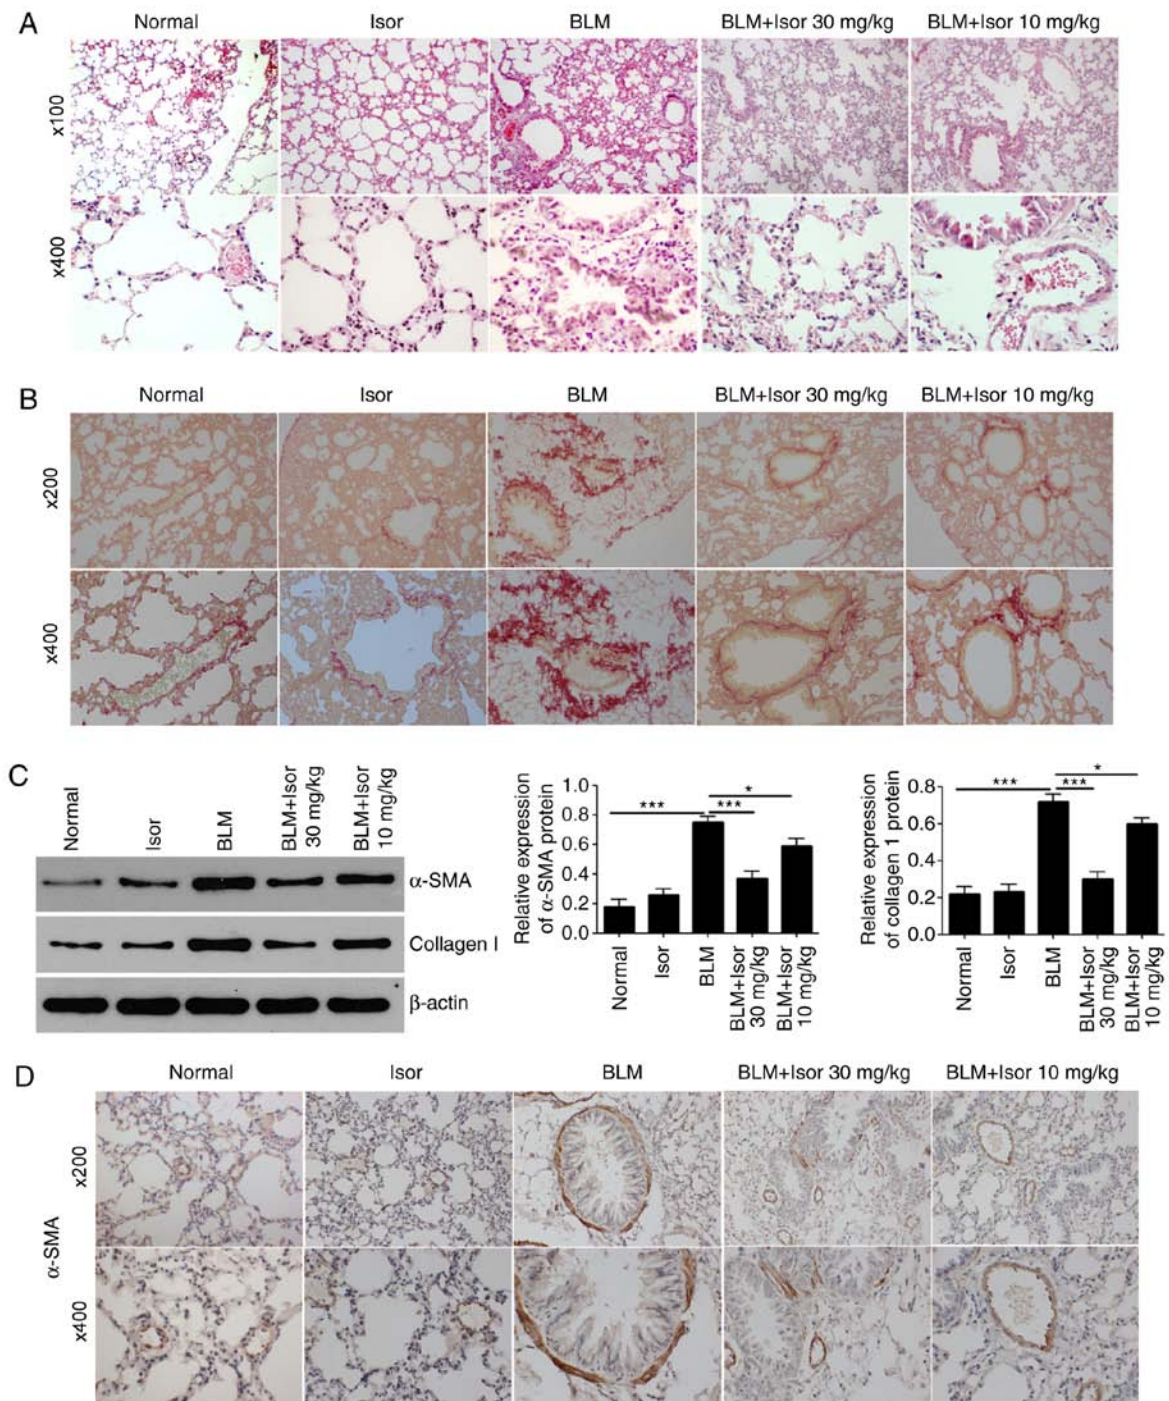 A
Normal
Isor
BLM
BLM+Isor 30 mg/kg
BLM+Isor 10 mg/kg
x100
x400
B
Normal
Isor
BLM
BLM+Isor 30 mg/kg
BLM+Isor 10 mg/kg
x200
x400
C
Normal
Isor
BLM
BLM+Isor
30 mg/kg
BLM+Isor
10 mg/kg
α-SMA
Collagen I
β-actin
Relative expression
of α-SMA protein
1.0
0.8
0.6
0.4
0.2
0.0
***
***
*
Normal
Isor
BLM
BLM+Isor
30 mg/kg
BLM+Isor
10 mg/kg
Relative expression
of collagen 1 protein
0.8
0.6
0.4
0.2
0.0
***
***
*
Normal
Isor
BLM
BLM+Isor
30 mg/kg
BLM+Isor
10 mg/kg
D
Normal
Isor
BLM
BLM+Isor 30 mg/kg
BLM+Isor 10 mg/kg
α-SMA
x200
x400